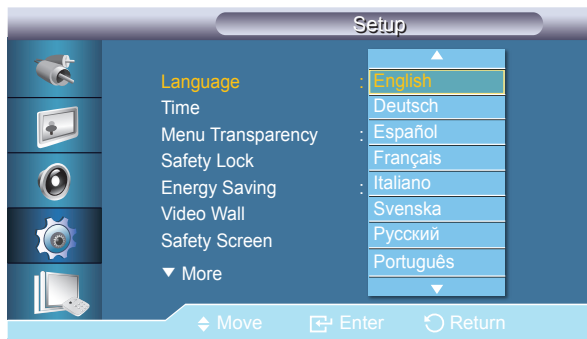 Setup
Language : English
Time Deutsch
Menu Transparency : Español
Safety Lock Français
Energy Saving : Italiano
Video Wall Svenska
Safety Screen Русский
▼ More Português
Move Enter Return